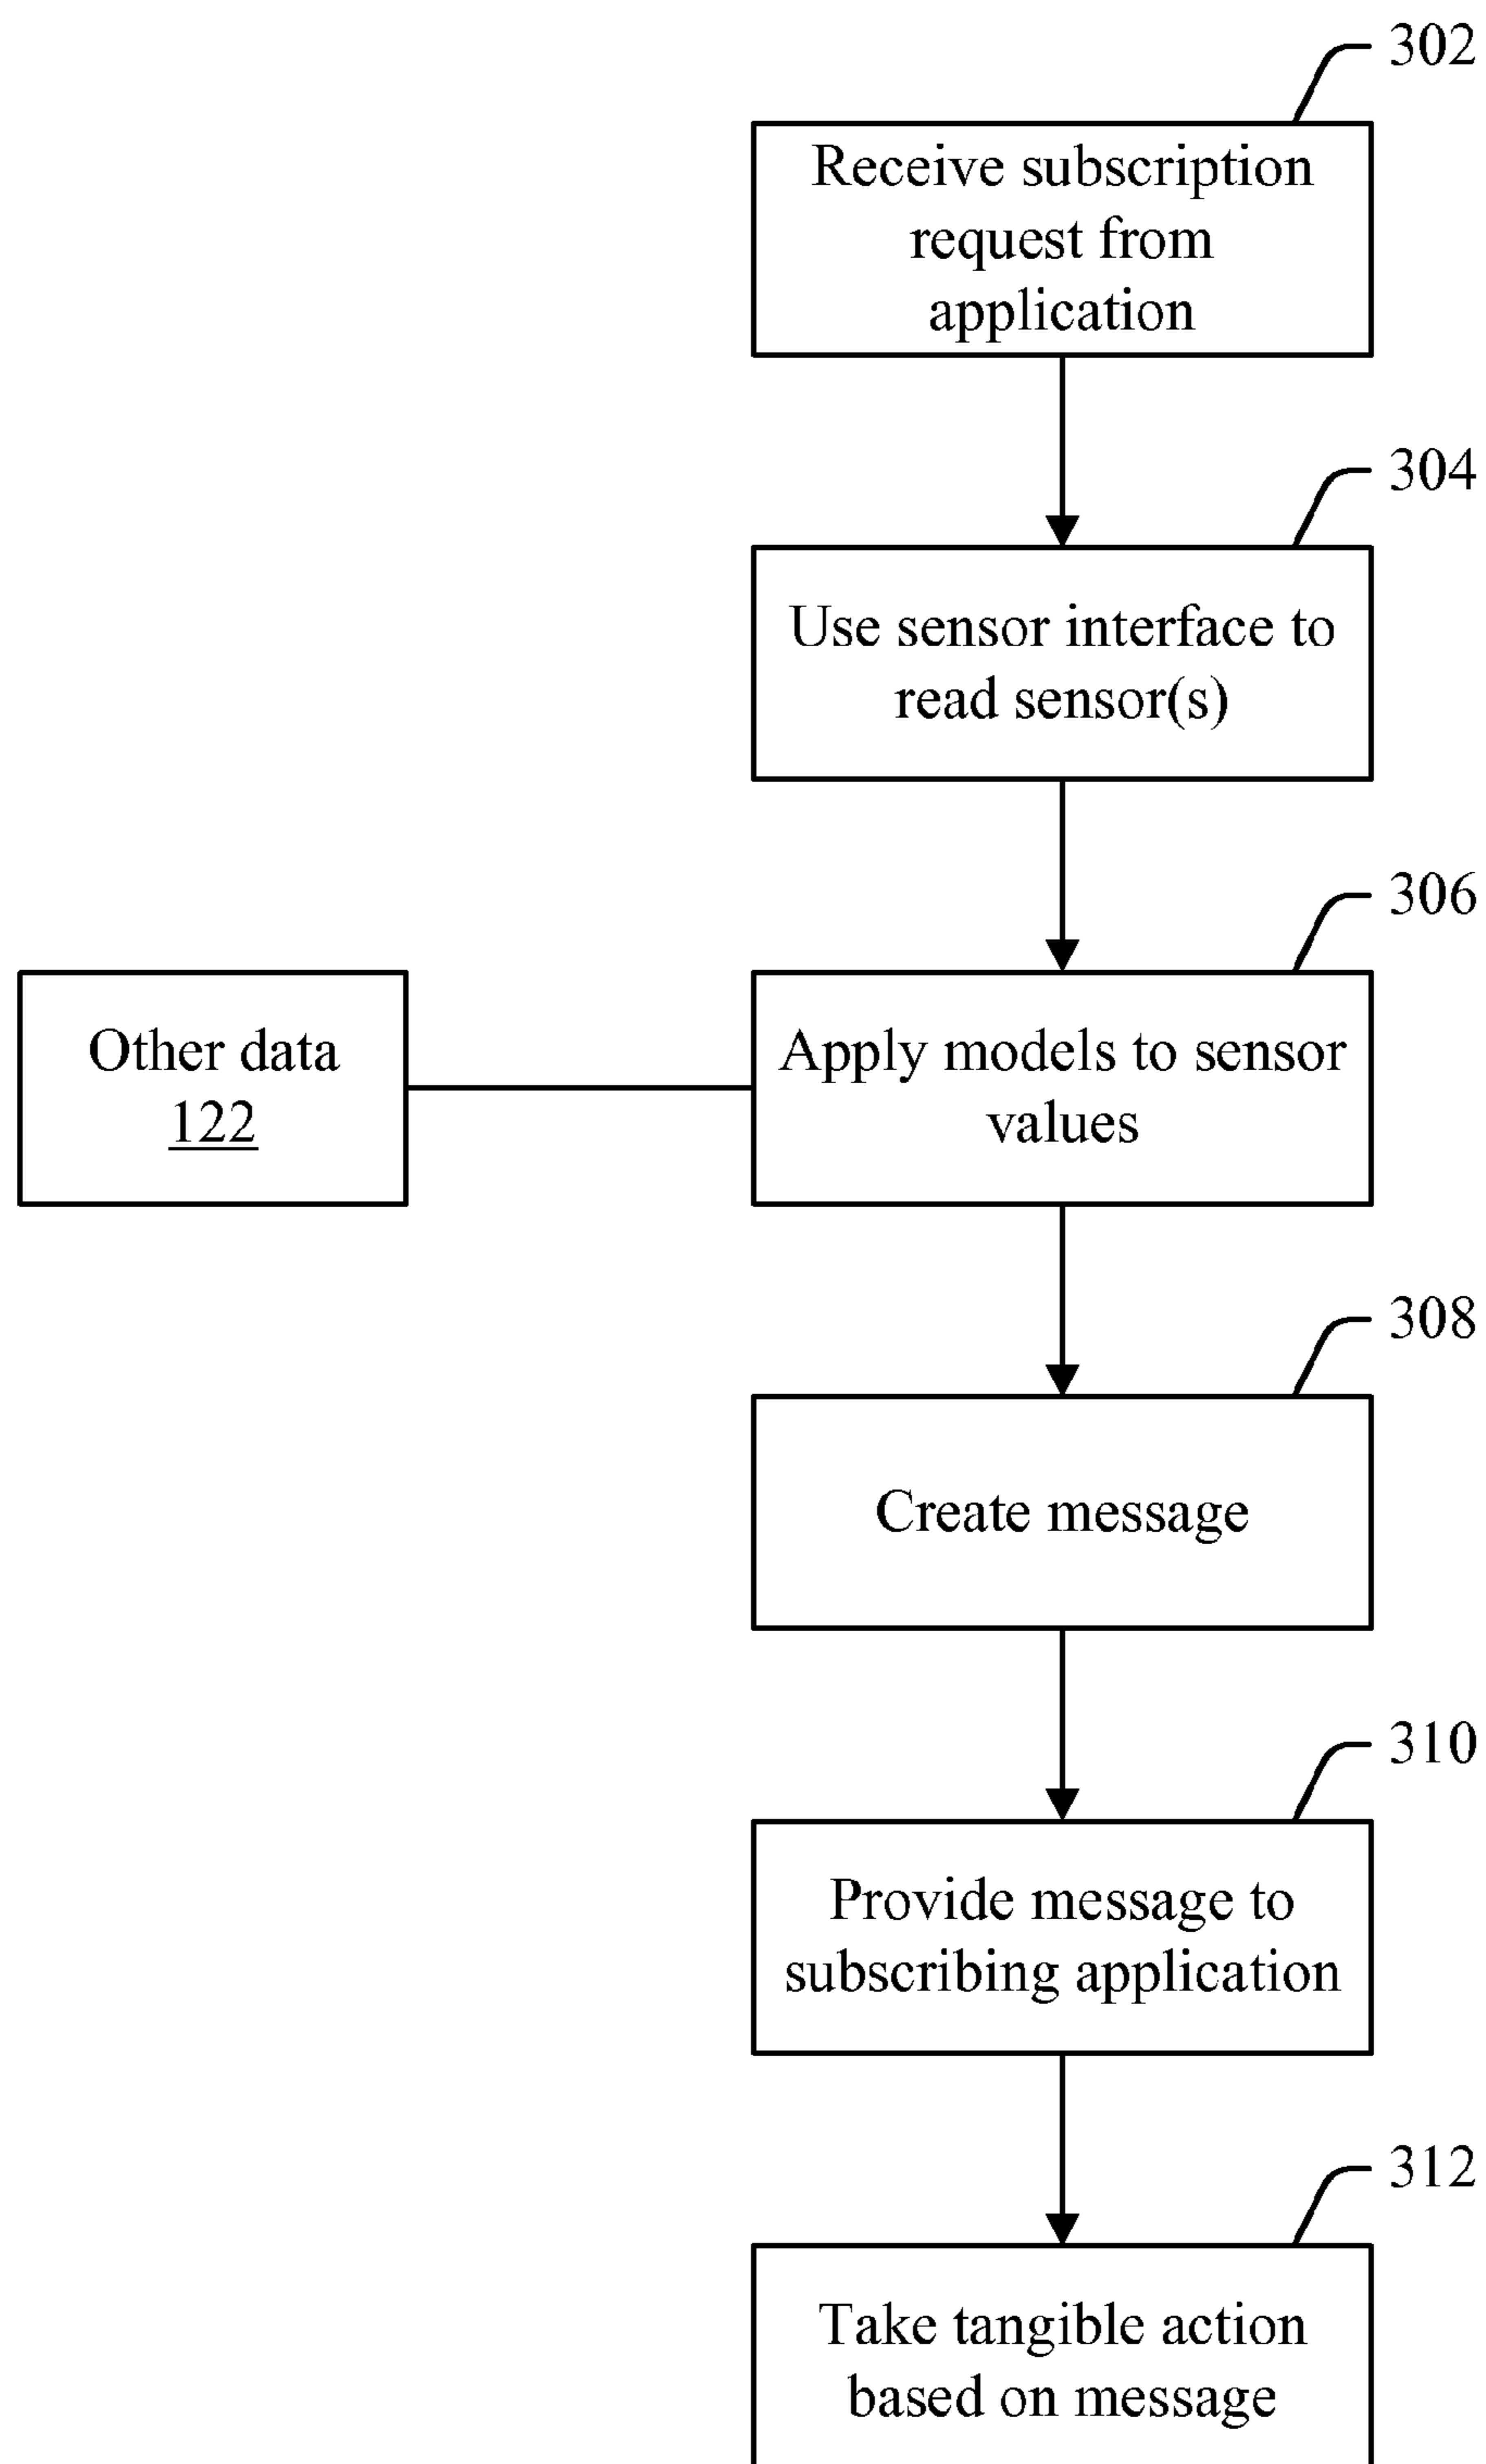 302
Receive subscription
request from
application
304
Use sensor interface to
read sensor(s)
306
Other data
122
Apply models to sensor
values
308
Create message
310
Provide message to
subscribing application
312
Take tangible action
based on message